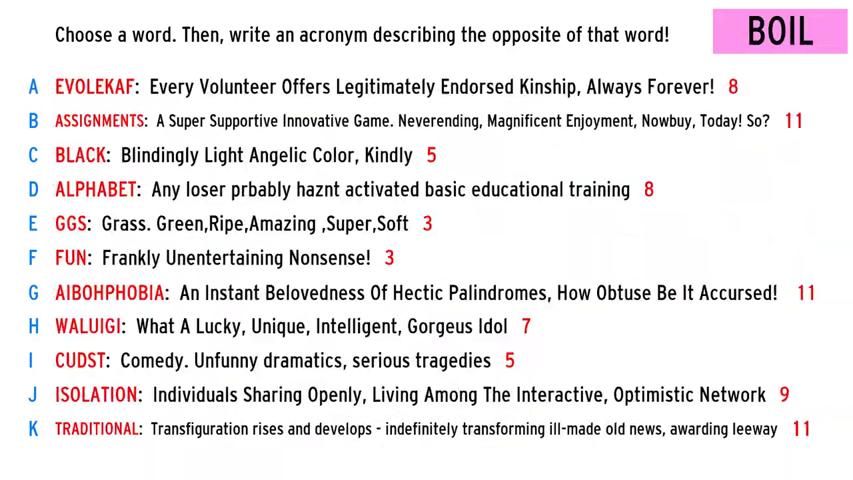 Choose a word. Then, write an acronym describing the opposite of that word!
BOIL
A EVOLEKAF: Every Volunteer Offers Legitimately Endorsed Kinship, Always Forever! 8
B ASSIGNMENTS: A Super Supportive Innovative Game. Neverending, Magnificent Enjoyment, Nowbuy, Today! So? 11
C BLACK: Blindingly Light Angelic Color, Kindly 5
D ALPHABET: Any loser prbably haznt activated basic educational training 8
E GGS: Grass. Green,Ripe,Amazing ,Super,Soft 3
F FUN: Frankly Unentertaining Nonsense! 3
G AIBOHPHOBIA: An Instant Belovedness Of Hectic Palindromes, How Obtuse Be It Accursed! 11
H WALUIGI: What A Lucky, Unique, Intelligent, Gorgeus Idol 7
I CUDST: Comedy. Unfunny dramatics, serious tragedies 5
J ISOLATION: Individuals Sharing Openly, Living Among The Interactive, Optimistic Network 9
K TRADITIONAL: Transfiguration rises and develops - indefinitely transforming ill-made old news, awarding leeway 11